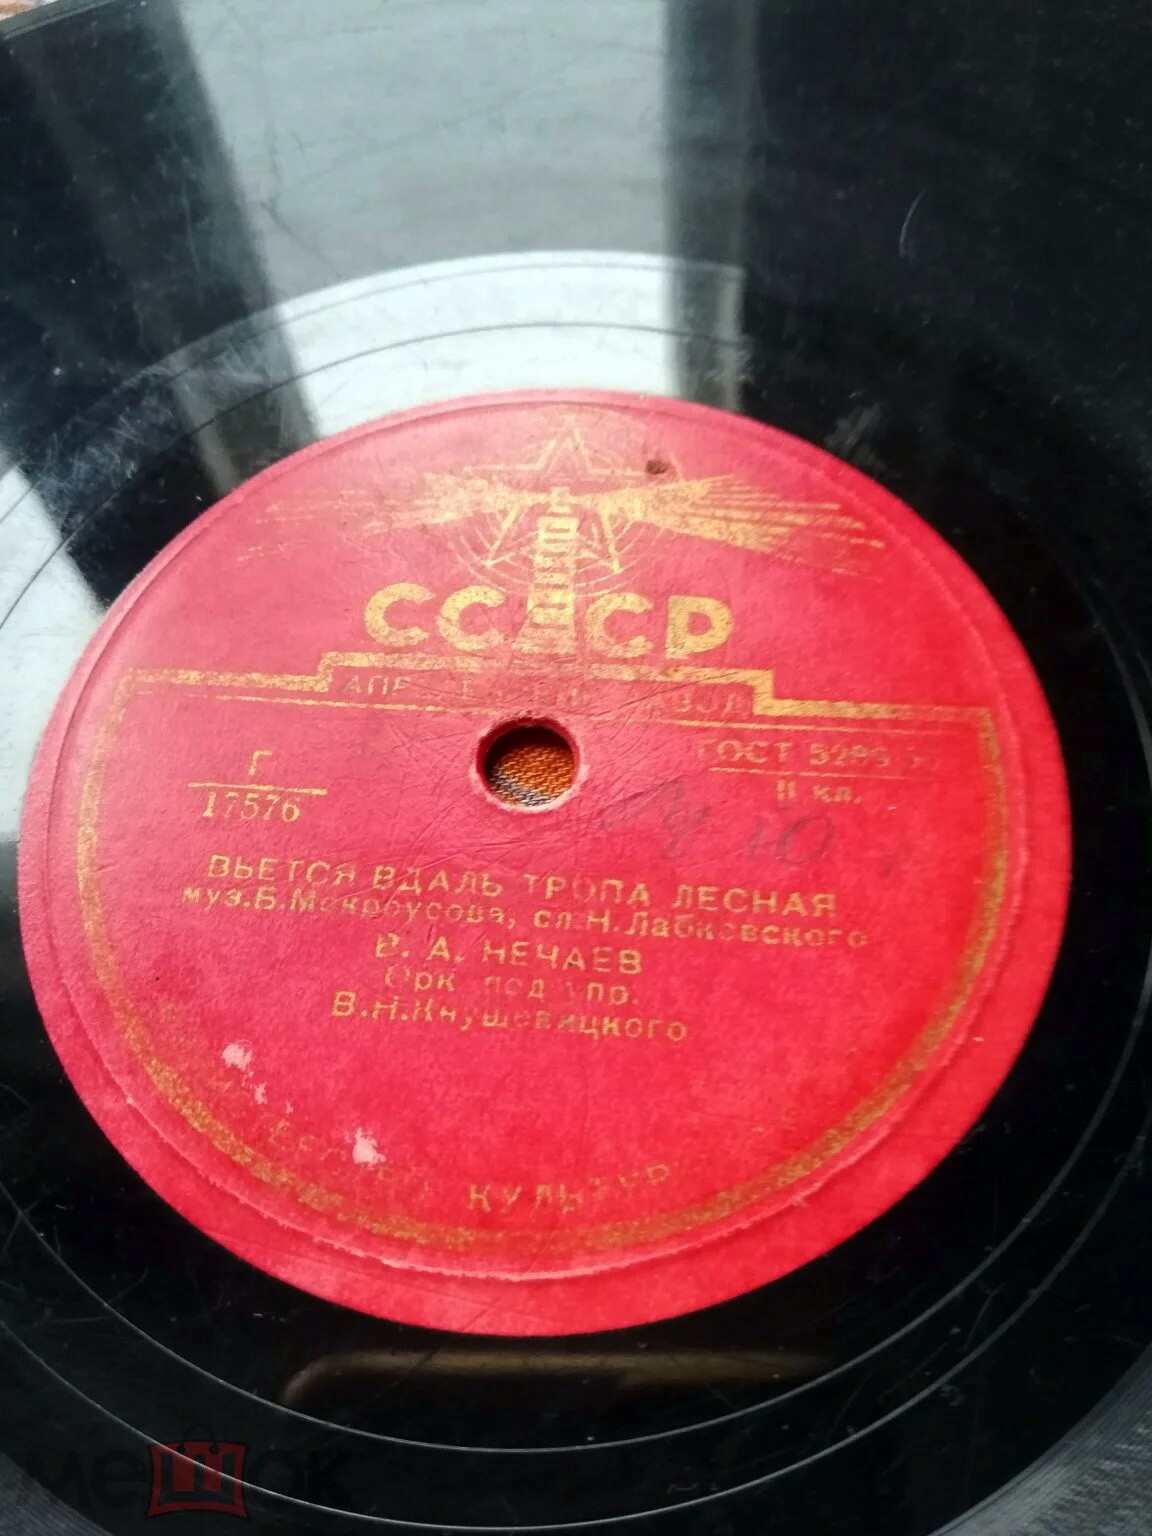 СССР
Г
17576
ГОСТ
II кл.
ВЬЕТСЯ ВДАЛЬ ТРОПА ЛЕСНАЯ
муз.Б.Мокроусова, сл.Н.Лабковского
В. А. НЕЧАЕВ
Орк. под упр.
В.Н.Кнушевицкого
КУЛЬТУР
мешок